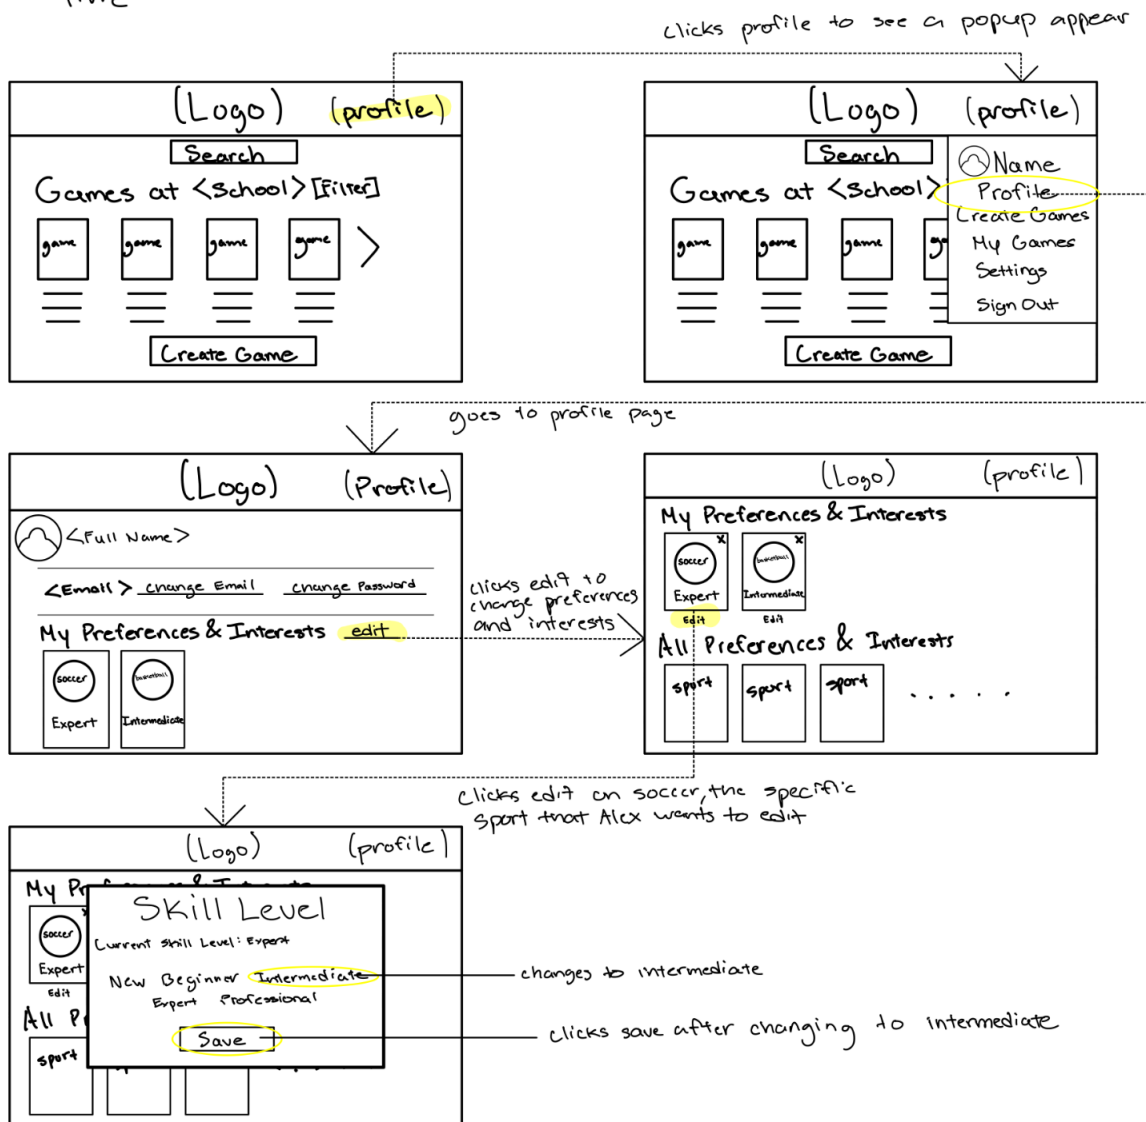 clicks profile to see a popup appear
(Logo) (profile)
Search
Games at <School> [Filter]
game game game game >
Create Game
(Logo) (profile)
Search
Games at <School>
game game game
Name
Profile
Create Games
My Games
Settings
Sign Out
Create Game
goes to profile page
(Logo) (Profile)
<Full Name>
<Email> change Email change Password
My Preferences & Interests edit
soccer basketball
Expert Intermediate
clicks edit to
change preferences
and interests
(Logo) (profile)
My Preferences & Interests
x x
soccer basketball
Expert Intermediate
Edit Edit
All Preferences & Interests
sport sport sport . . . . .
clicks edit on soccer, the specific
sport that Alex wants to edit
(Logo) (profile)
My
soccer
Expert
Edit
All
sport
Skill Level
Current Skill Level: Expert
New Beginner Intermediate
Expert Professional
Save
changes to intermediate
clicks save after changing to intermediate